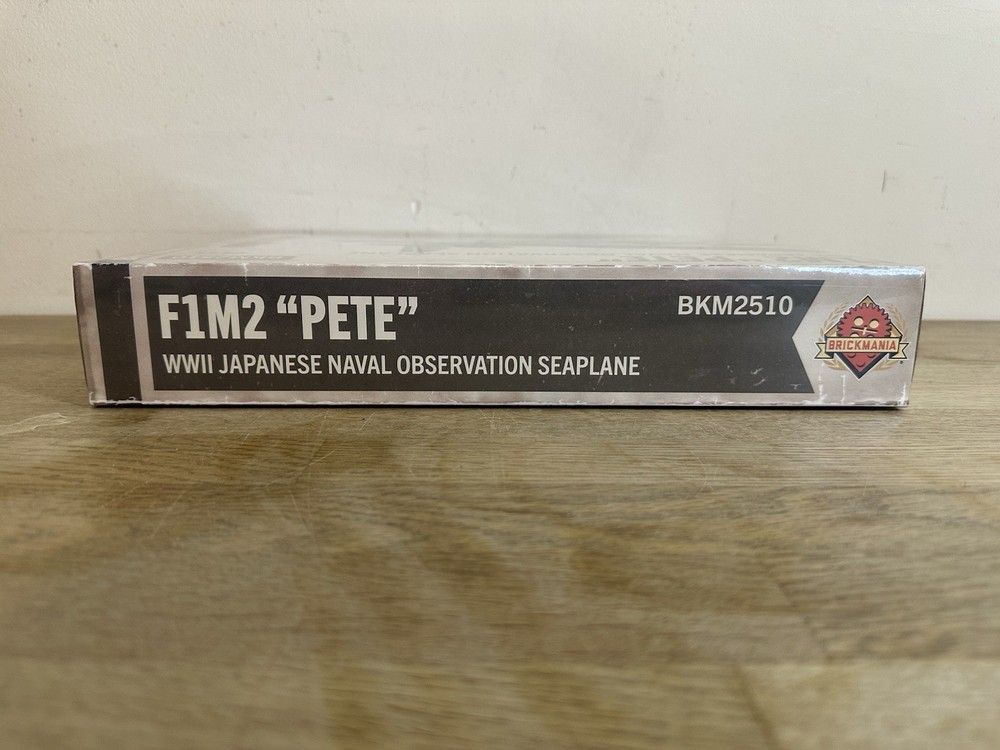 F1M2 “PETE”
WWII JAPANESE NAVAL OBSERVATION SEAPLANE
BKM2510
BRICKMANIA